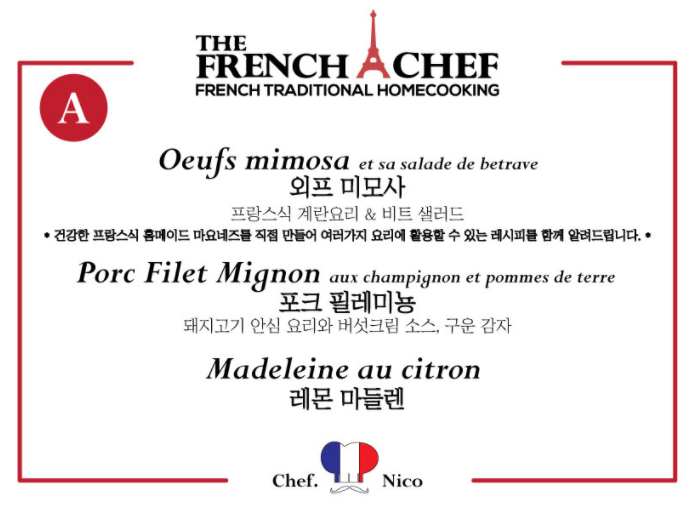 THE
FRENCH CHEF
FRENCH TRADITIONAL HOMECOOKING
A
Oeufs mimosa et sa salade de betrave
외프 미모사
프랑스식 계란요리 & 비트 샐러드
* 건강한 프랑스식 홈메이드 마요네즈를 직접 만들어 여러가지 요리에 활용할 수 있는 레시피를 함께 알려드립니다. *
Porc Filet Mignon aux champignon et pommes de terre
포크 필레미뇽
돼지고기 안심 요리와 버섯크림 소스, 구운 감자
Madeleine au citron
레몬 마들렌
Chef. Nico